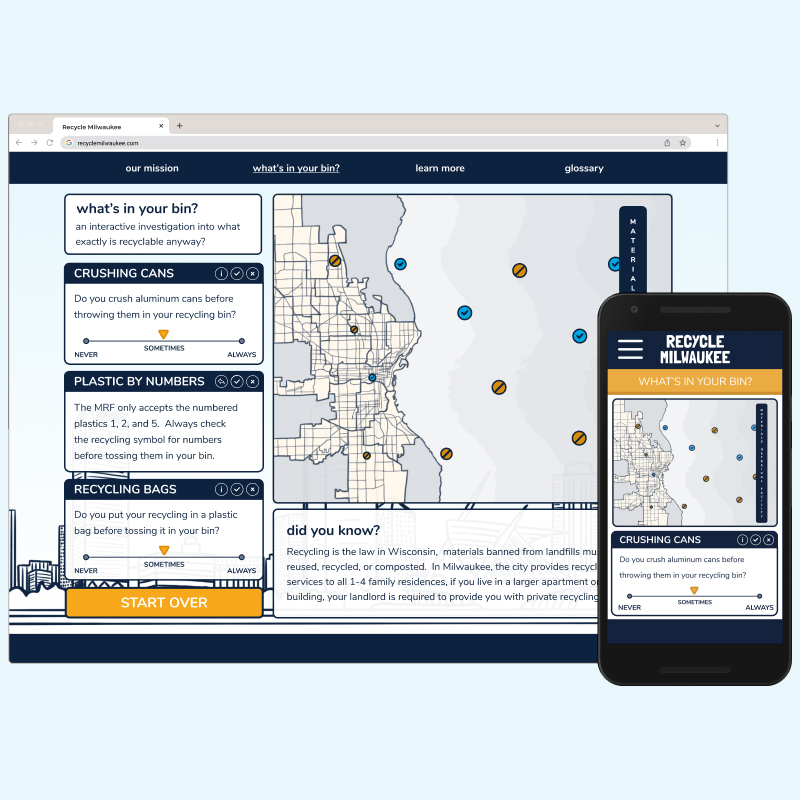 Recycle Milwaukee
recyclemilwaukee.com
our mission what's in your bin? learn more glossary
what's in your bin?
an interactive investigation into what
exactly is recyclable anyway?
CRUSHING CANS
Do you crush aluminum cans before
throwing them in your recycling bin?
NEVER SOMETIMES ALWAYS
PLASTIC BY NUMBERS
The MRF only accepts the numbered
plastics 1, 2, and 5. Always check
the recycling symbol for numbers
before tossing them in your bin.
RECYCLING BAGS
Do you put your recycling in a plastic
bag before tossing it in your bin?
NEVER SOMETIMES ALWAYS
START OVER
MATERIAL
did you know?
Recycling is the law in Wisconsin, materials banned from landfills mu
reused, recycled, or composted. In Milwaukee, the city provides recycl
services to all 1-4 family residences, if you live in a larger apartment or
building, your landlord is required to provide you with private recycling
RECYCLE
MILWAUKEE
WHAT'S IN YOUR BIN?
CRUSHING CANS
Do you crush aluminum cans before
throwing them in your recycling bin?
NEVER SOMETIMES ALWAYS